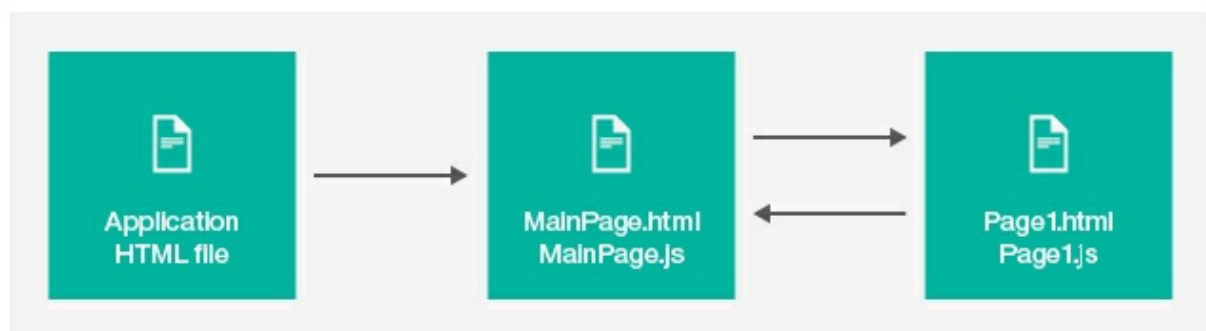 Application
HTML file
MainPage.html
MainPage.js
Page1.html
Page1.js